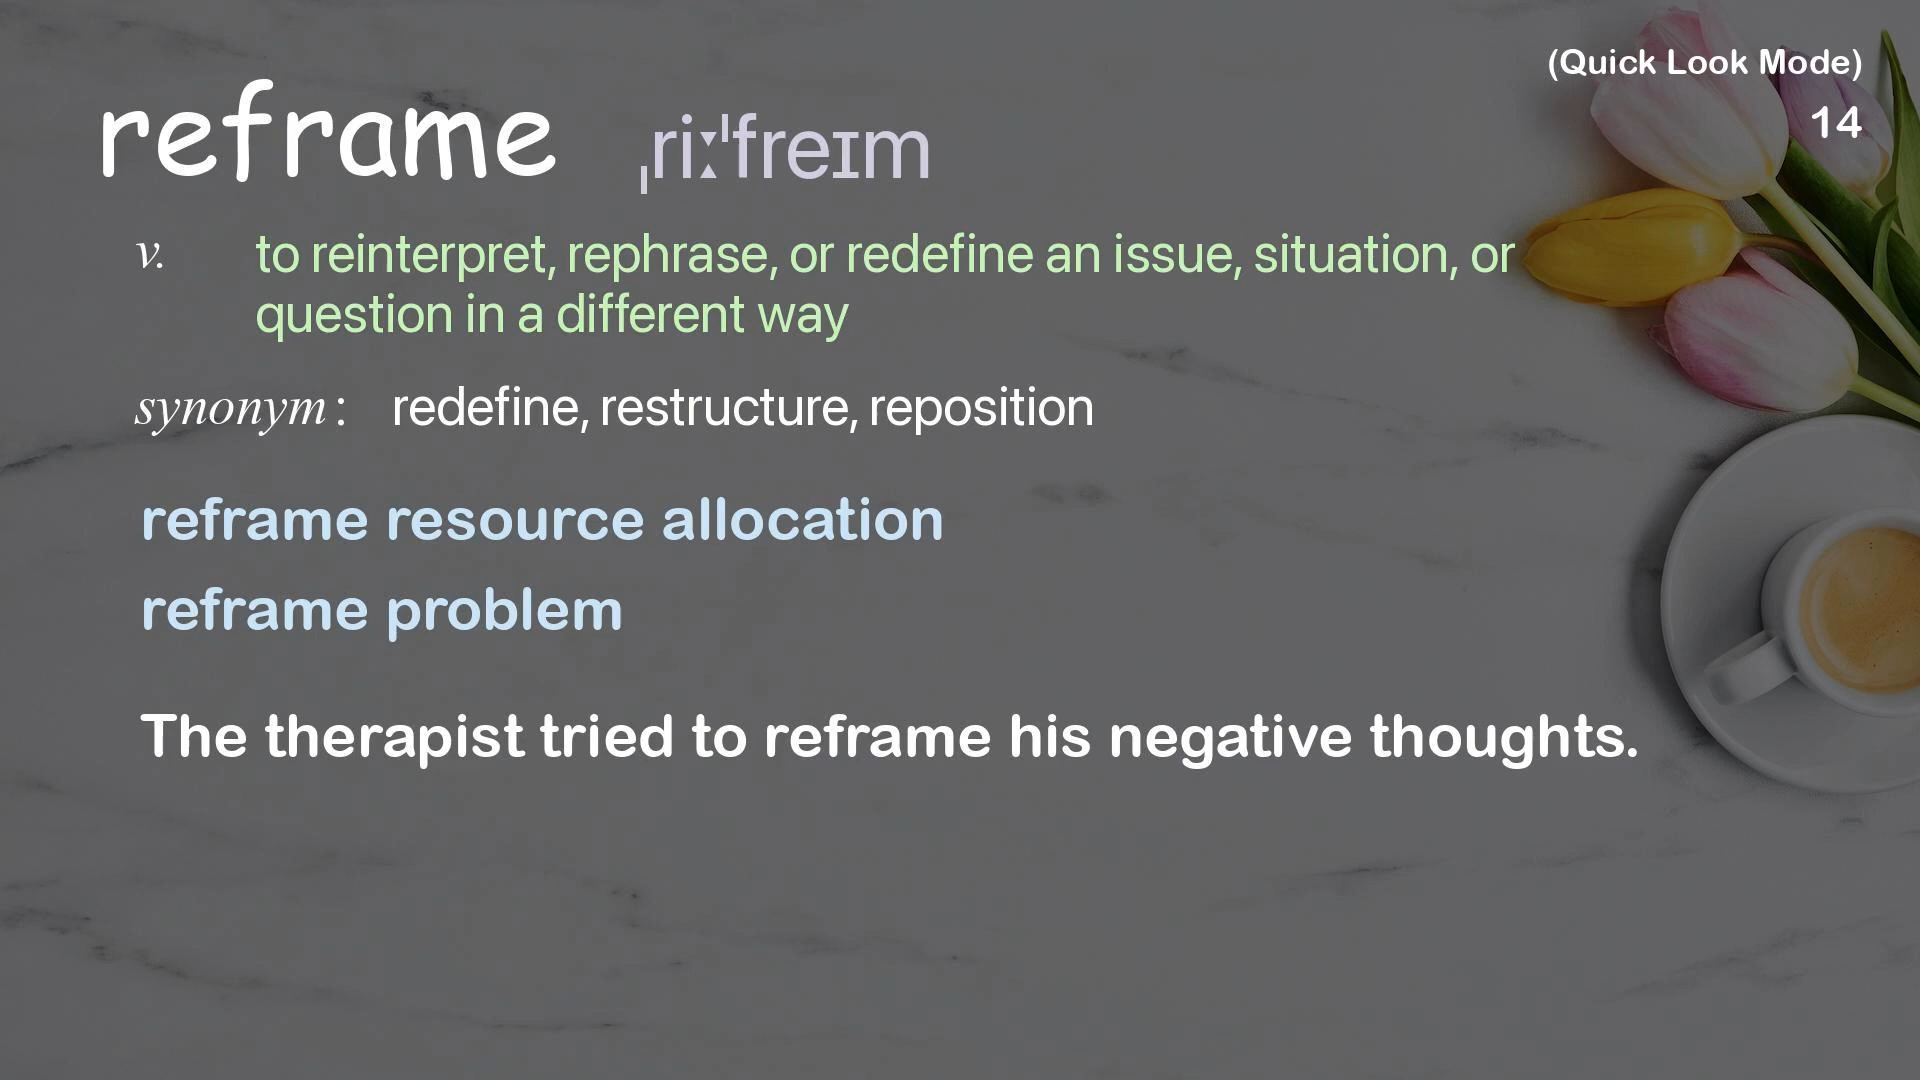 (Quick Look Mode)
14
reframe ˌriːˈfreɪm
v. to reinterpret, rephrase, or redefine an issue, situation, or
question in a different way
synonym : redefine, restructure, reposition
reframe resource allocation
reframe problem
The therapist tried to reframe his negative thoughts.